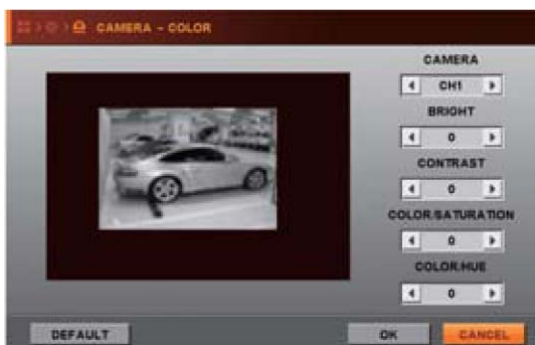 CAMERA - COLOR
CAMERA
CH1
BRIGHT
0
CONTRAST
0
COLOR/SATURATION
0
COLOR/HUE
0
DEFAULT
OK
CANCEL